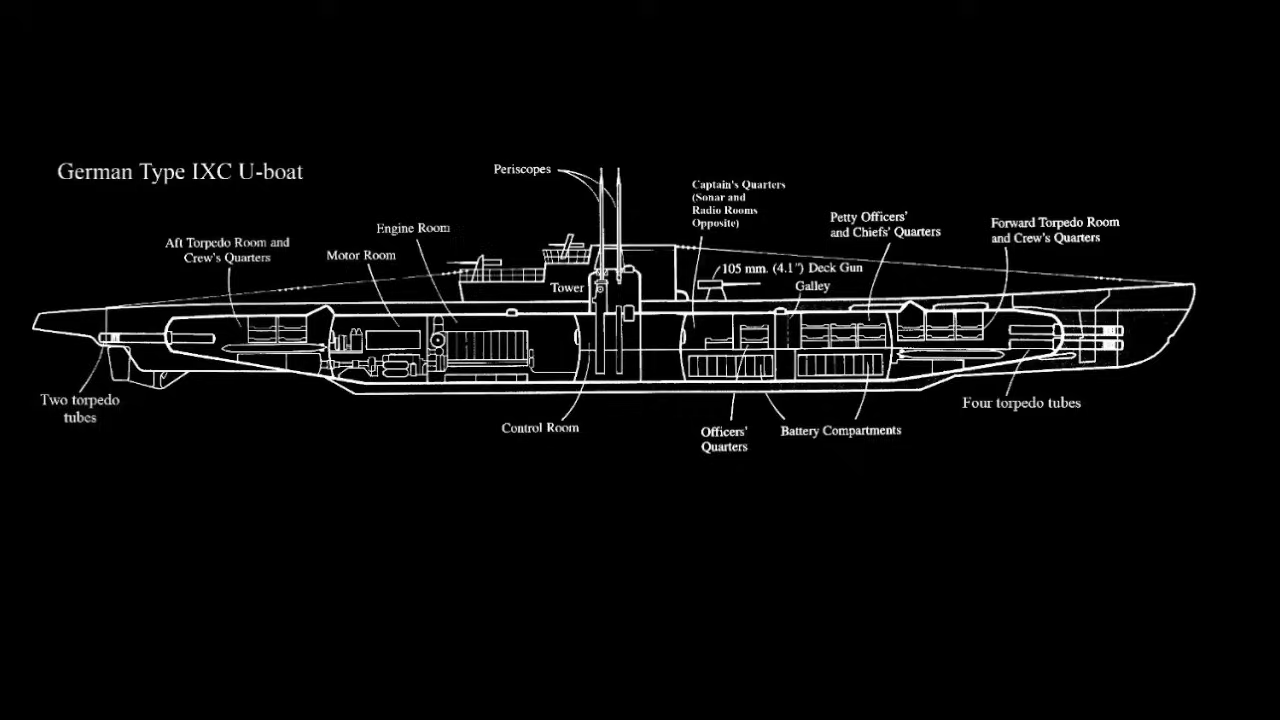 German Type IXC U-boat
Periscopes
Captain's Quarters
(Sonar and
Radio Rooms
Opposite)
Petty Officers'
and Chiefs' Quarters
Forward Torpedo Room
and Crew's Quarters
Engine Room
Aft Torpedo Room and
Crew's Quarters
Motor Room
105 mm. (4.1") Deck Gun
Tower
Galley
Two torpedo
tubes
Four torpedo tubes
Control Room
Officers'
Quarters
Battery Compartments